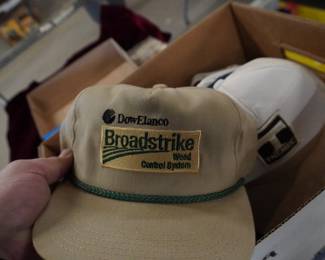 DowElanco
Broadstrike
Weed
Control System